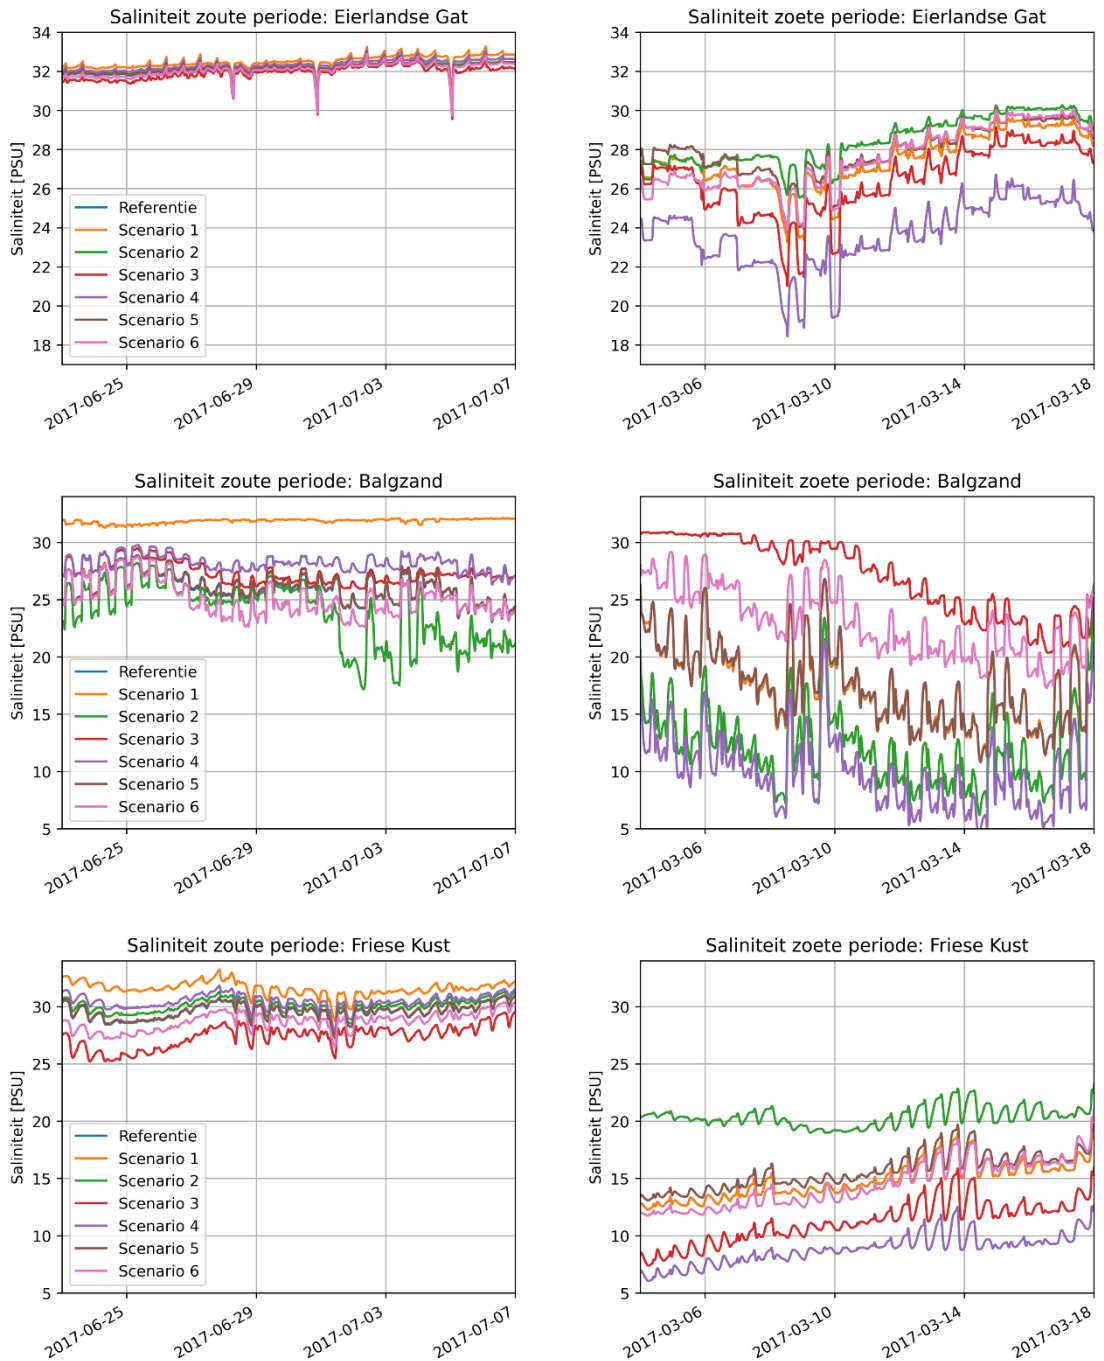 Saliniteit zoute periode: Eierlandse Gat
Saliniteit [PSU]
34
32
30
28
26
24
22
20
18
Referentie
Scenario 1
Scenario 2
Scenario 3
Scenario 4
Scenario 5
Scenario 6
2017-06-25
2017-06-29
2017-07-03
2017-07-07
Saliniteit zoete periode: Eierlandse Gat
Saliniteit [PSU]
34
32
30
28
26
24
22
20
18
2017-03-06
2017-03-10
2017-03-14
2017-03-18
Saliniteit zoute periode: Balgzand
Saliniteit [PSU]
30
25
20
15
10
5
Referentie
Scenario 1
Scenario 2
Scenario 3
Scenario 4
Scenario 5
Scenario 6
2017-06-25
2017-06-29
2017-07-03
2017-07-07
Saliniteit zoete periode: Balgzand
Saliniteit [PSU]
30
25
20
15
10
5
2017-03-06
2017-03-10
2017-03-14
2017-03-18
Saliniteit zoute periode: Friese Kust
Saliniteit [PSU]
30
25
20
15
10
5
Referentie
Scenario 1
Scenario 2
Scenario 3
Scenario 4
Scenario 5
Scenario 6
2017-06-25
2017-06-29
2017-07-03
2017-07-07
Saliniteit zoete periode: Friese Kust
Saliniteit [PSU]
30
25
20
15
10
5
2017-03-06
2017-03-10
2017-03-14
2017-03-18